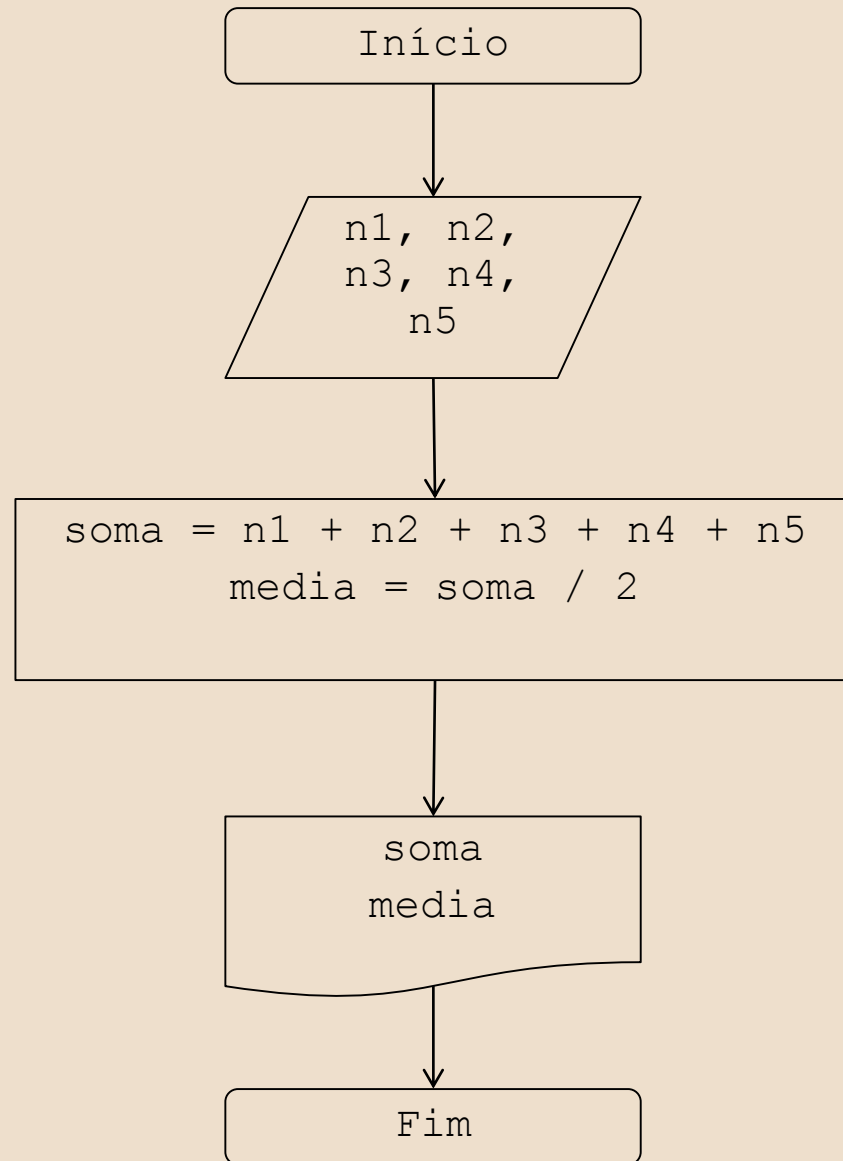 Início
n1, n2,
n3, n4,
n5
soma = n1 + n2 + n3 + n4 + n5
media = soma / 2
soma
media
Fim